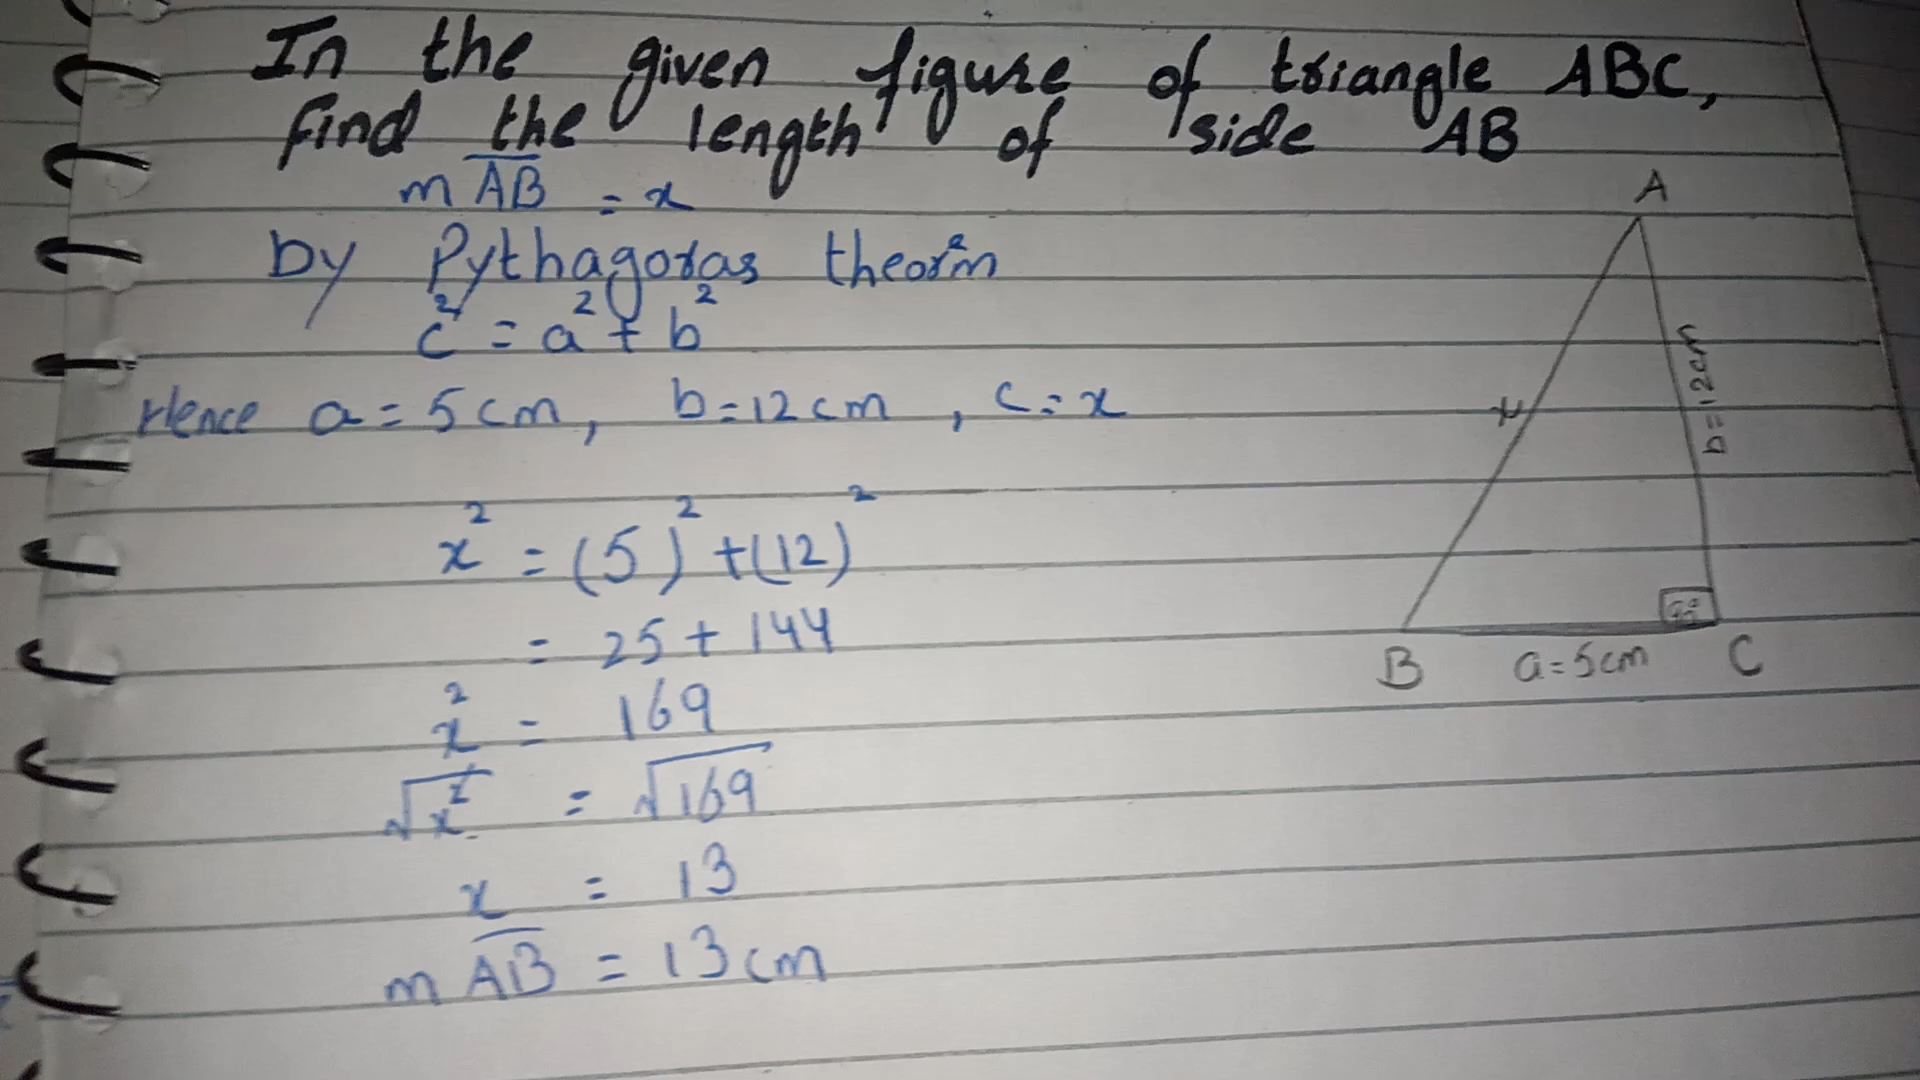 In the given figure of triangle ABC,
find the length of side AB
m AB = x
by Pythagoras theorem
c² = a² + b²
Hence a = 5cm, b = 12cm, c = x
x² = (5)² + (12)²
= 25 + 144
x² = 169
√x² = √169
x = 13
m AB = 13cm
A
x
b=12cm
90°
B
a=5cm
C